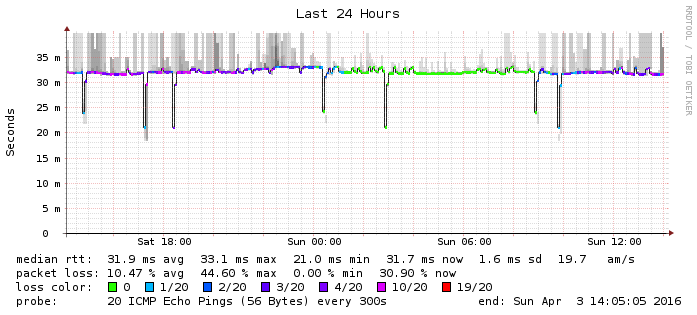 Last 24 Hours
RRDTOOL / TOBI OETIKER
Seconds
35 m
30 m
25 m
20 m
15 m
10 m
5 m
0
Sat 18:00 Sun 00:00 Sun 06:00 Sun 12:00
median rtt: 31.9 ms avg 33.1 ms max 21.0 ms min 31.7 ms now 1.6 ms sd 19.7 am/s
packet loss: 10.47 % avg 44.60 % max 0.00 % min 30.90 % now
loss color: 0 1/20 2/20 3/20 4/20 10/20 19/20
probe: 20 ICMP Echo Pings (56 Bytes) every 300s end: Sun Apr 3 14:05:05 2016